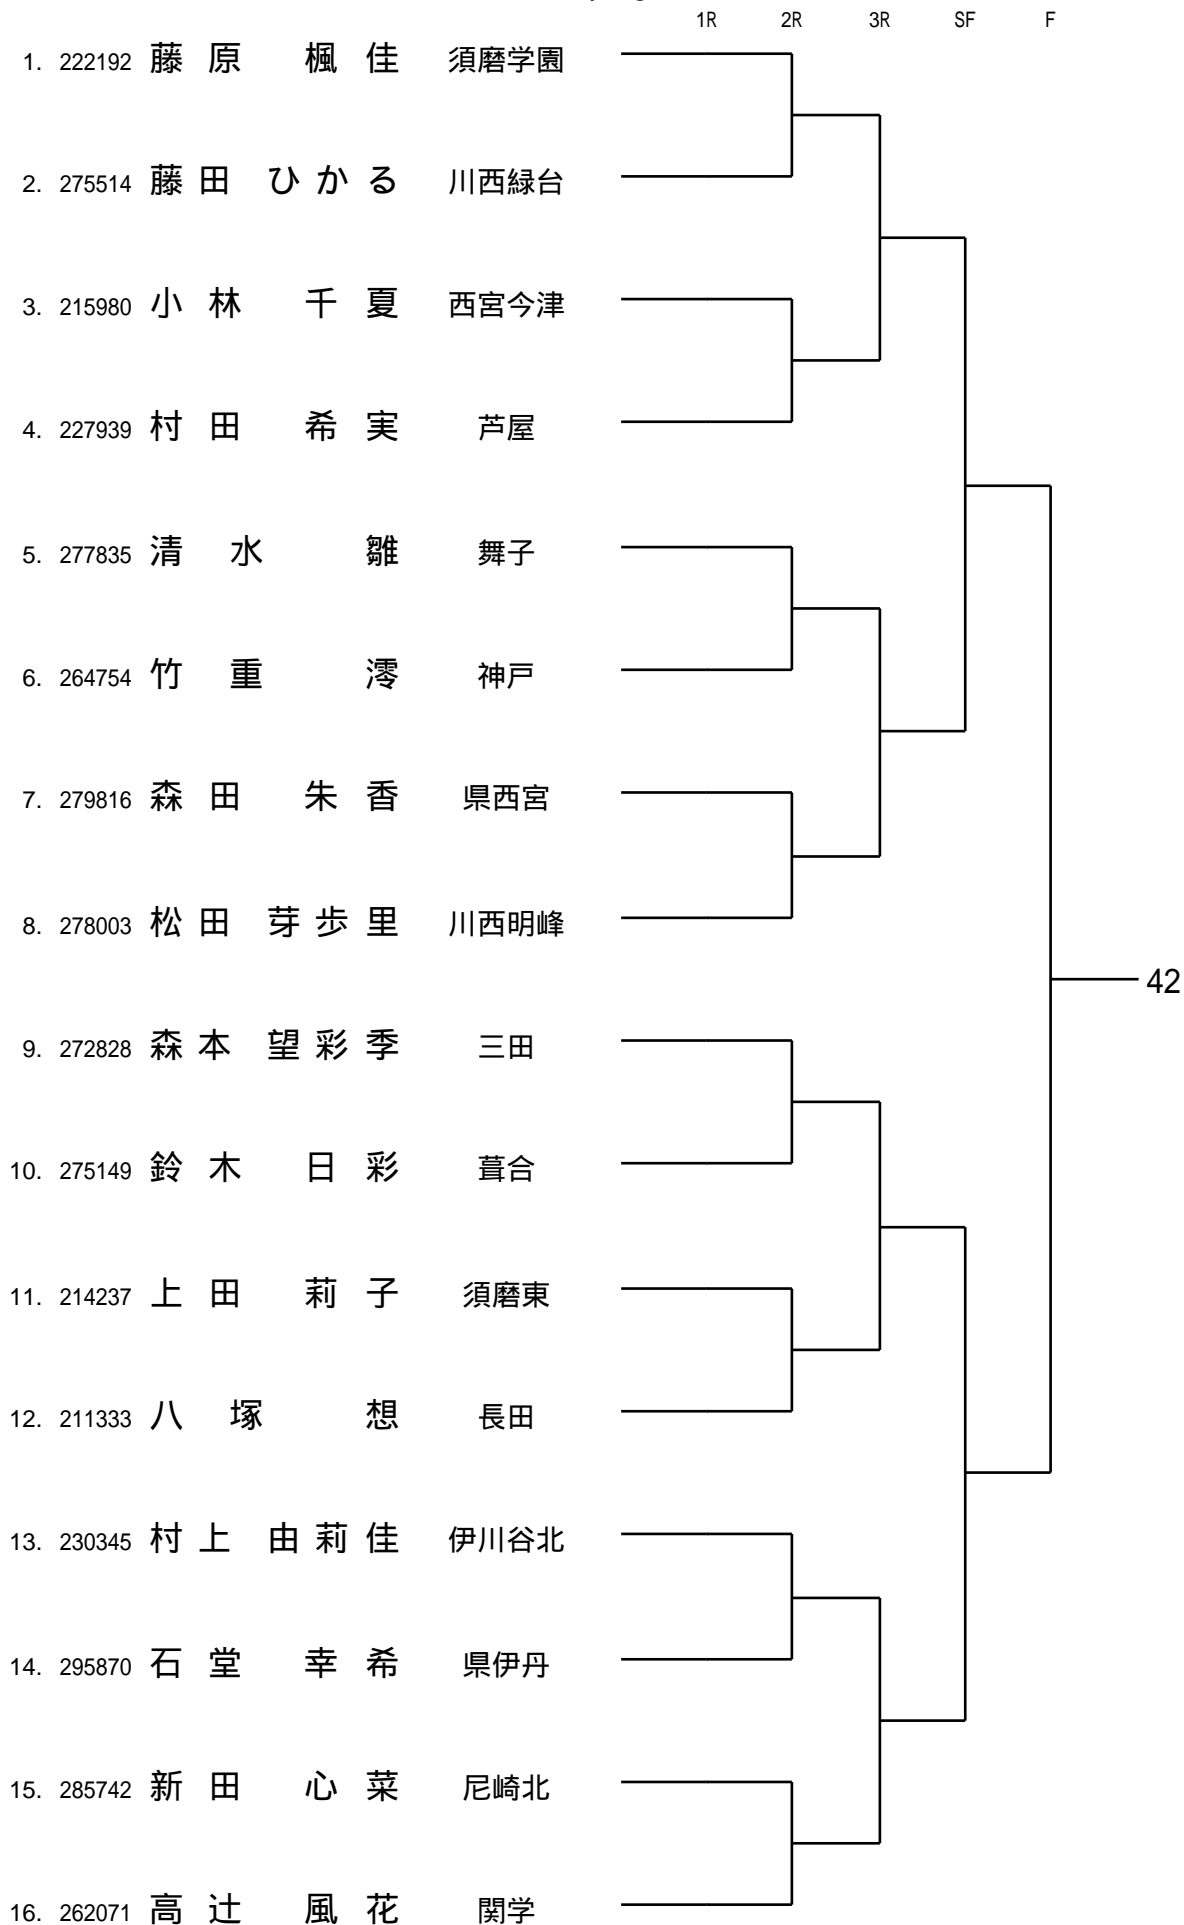 1R 2R 3R SF F
1. 222192 藤原 楓佳 須磨学園
2. 275514 藤田 ひかる 川西緑台
3. 215980 小林 千夏 西宮今津
4. 227939 村田 希実 芦屋
5. 277835 清水 雛 舞子
6. 264754 竹重 澪 神戸
7. 279816 森田 朱香 県西宮
8. 278003 松田 芽歩里 川西明峰
42
9. 272828 森本 望彩季 三田
10. 275149 鈴木 日彩 葺合
11. 214237 上田 莉子 須磨東
12. 211333 八塚 想 長田
13. 230345 村上 由莉佳 伊川谷北
14. 295870 石堂 幸希 県伊丹
15. 285742 新田 心菜 尼崎北
16. 262071 高辻 風花 関学